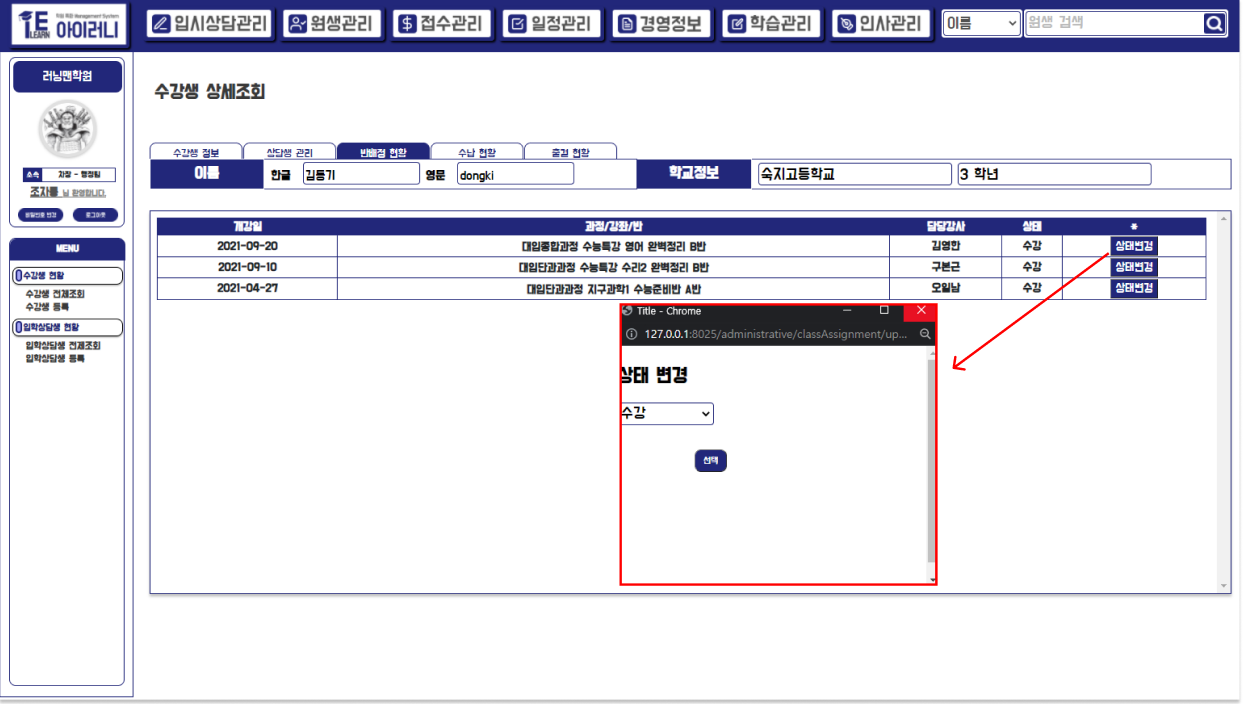 아이러니
LEARN
입시상담관리 원생관리 접수관리 일정관리 경영정보 학습관리 인사관리 이름 원생 검색
러닝맨학원
소속 차장 - 행정팀
조자룡 님 환영합니다.
비밀번호 변경 로그아웃
MENU
수강생 현황
수강생 전체조회
수강생 등록
입학상담생 현황
입학상담생 전체조회
입학상담생 등록
수강생 상세조회
수강생 정보 상담생 관리 반배정 현황 수납 현황 출결 현황
이름 한글 김동기 영문 dongki 학교정보 숙지고등학교 3 학년
개강일 과정/강좌/반 담당강사 상태 *
2021-09-20 대입종합과정 수능특강 영어 완벽정리 B반 김영한 수강 상태변경
2021-09-10 대입단과과정 수능특강 수리2 완벽정리 B반 구본근 수강 상태변경
2021-04-27 대입단과과정 지구과학1 수능준비반 A반 오일남 수강 상태변경
Title - Chrome
127.0.0.1:8025/administrative/classAssignment/up...
상태 변경
수강
선택